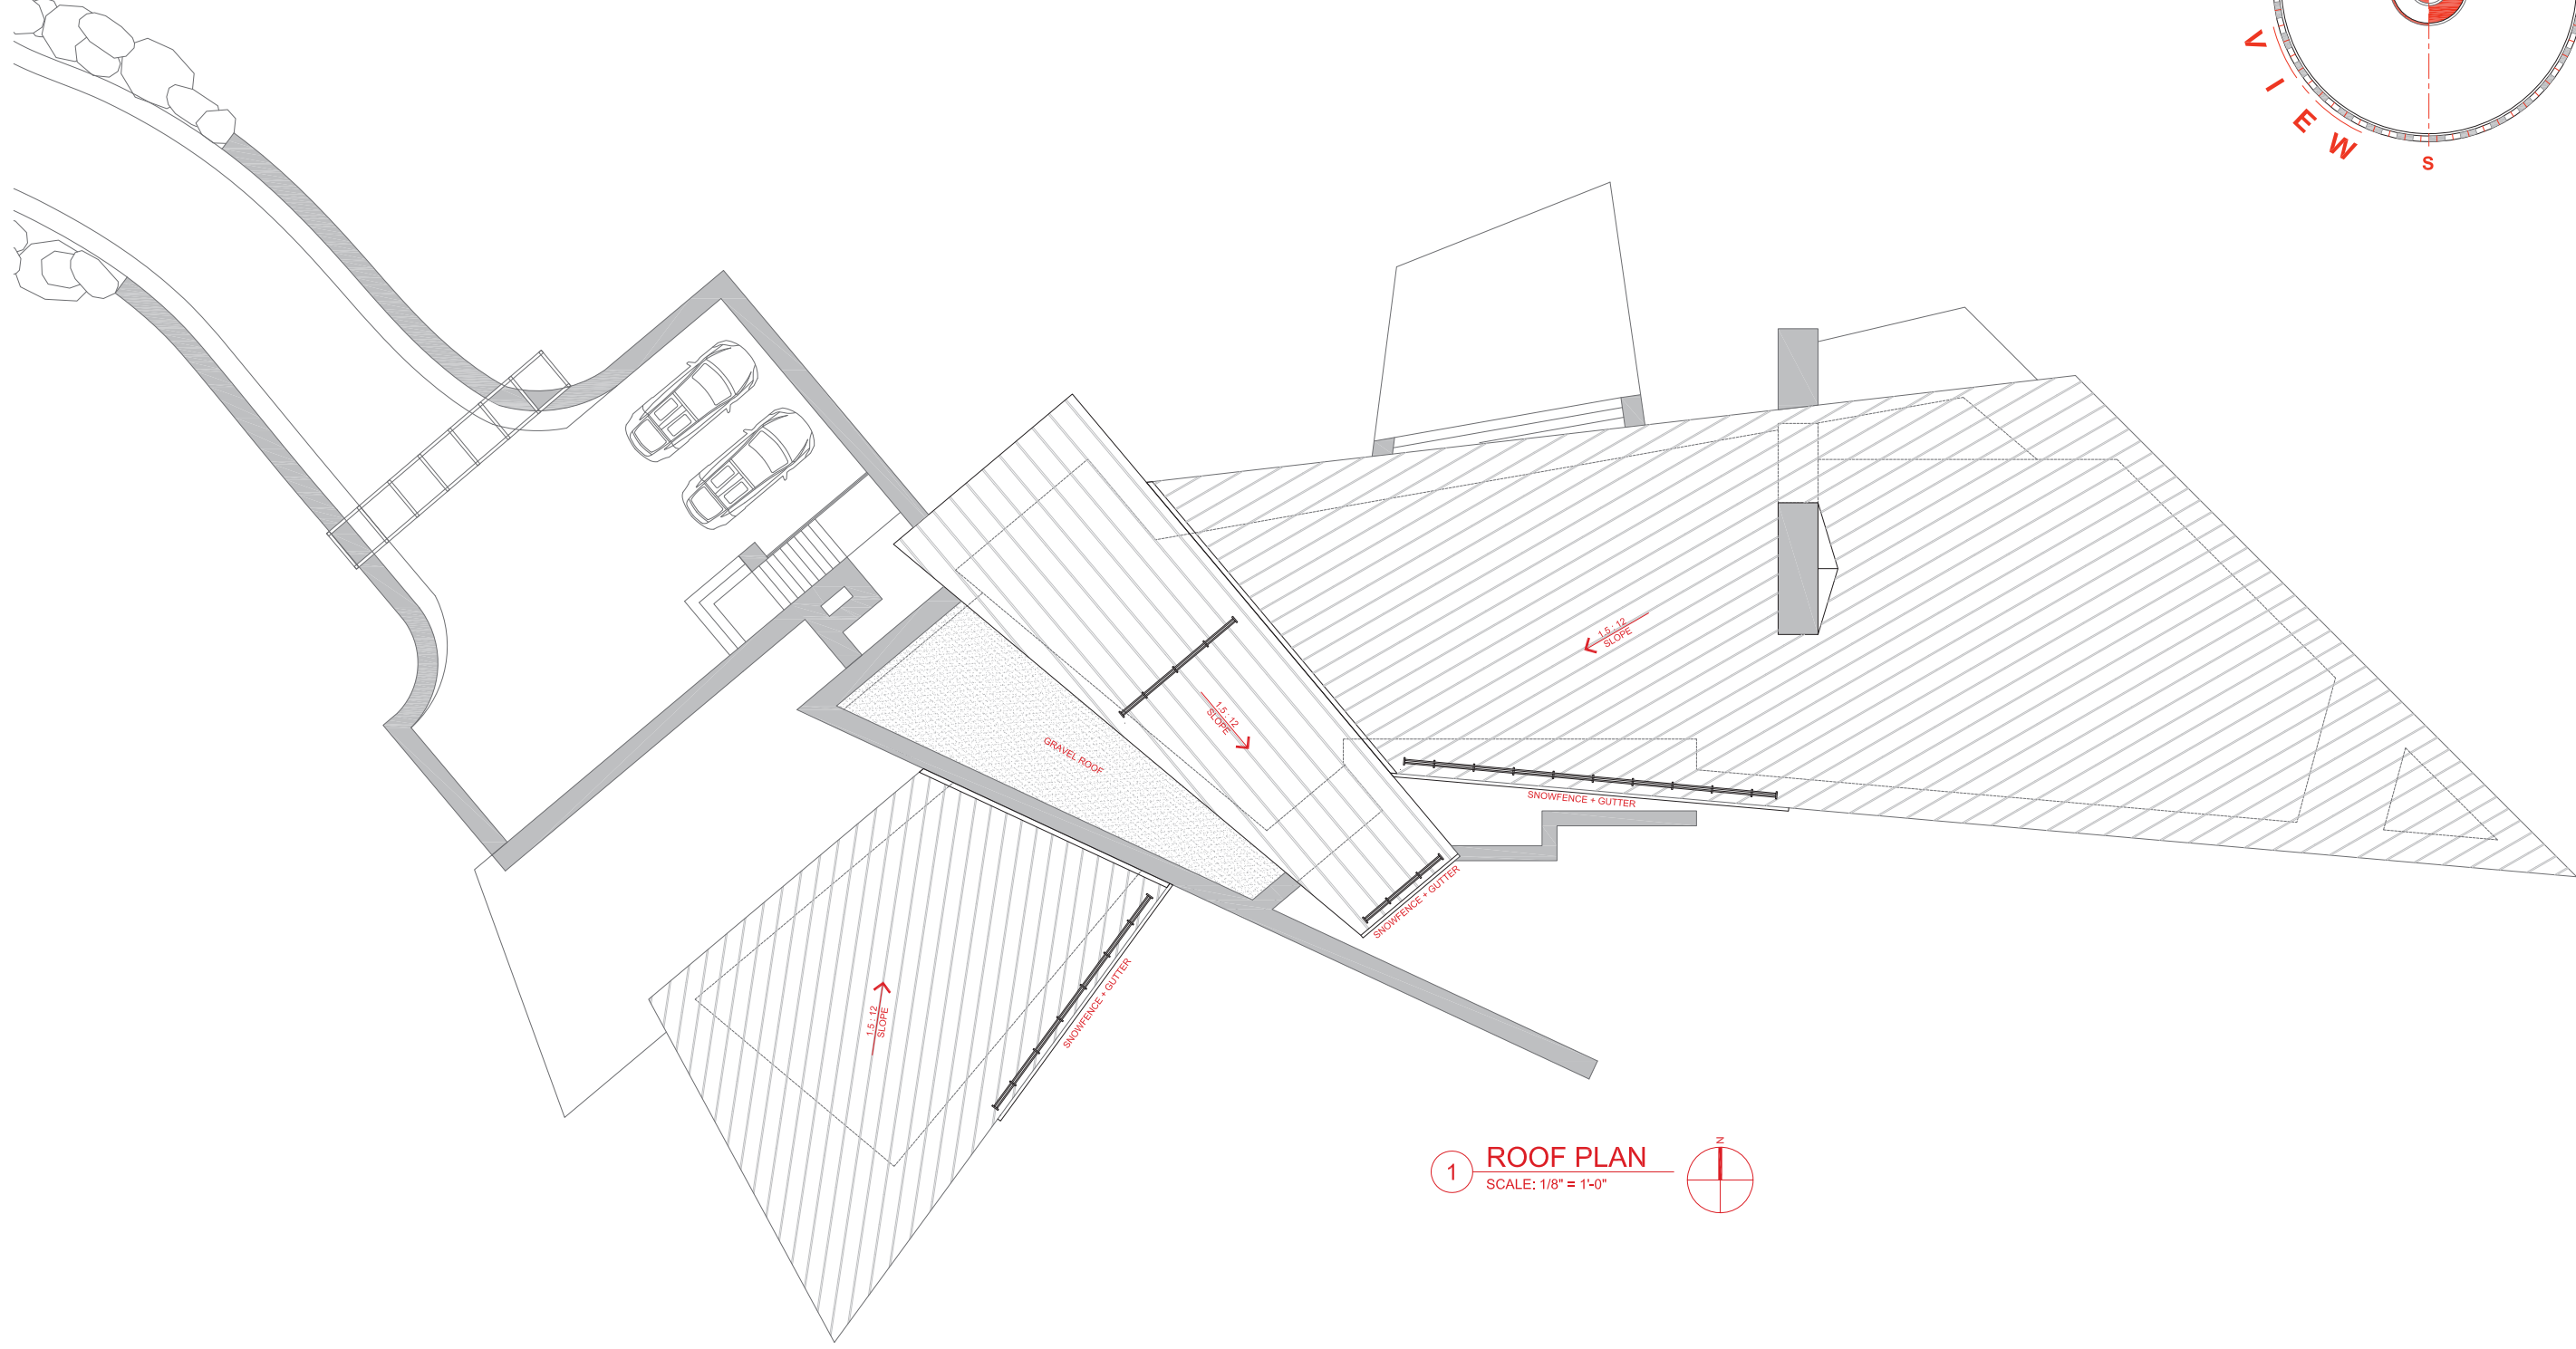 VIEW
S
1.5 : 12
SLOPE
1.5 : 12
SLOPE
GRAVEL ROOF
SNOWFENCE + GUTTER
SNOWFENCE + GUTTER
SNOWFENCE + GUTTER
1.5 : 12
SLOPE
N
1
ROOF PLAN
SCALE: 1/8" = 1'-0"